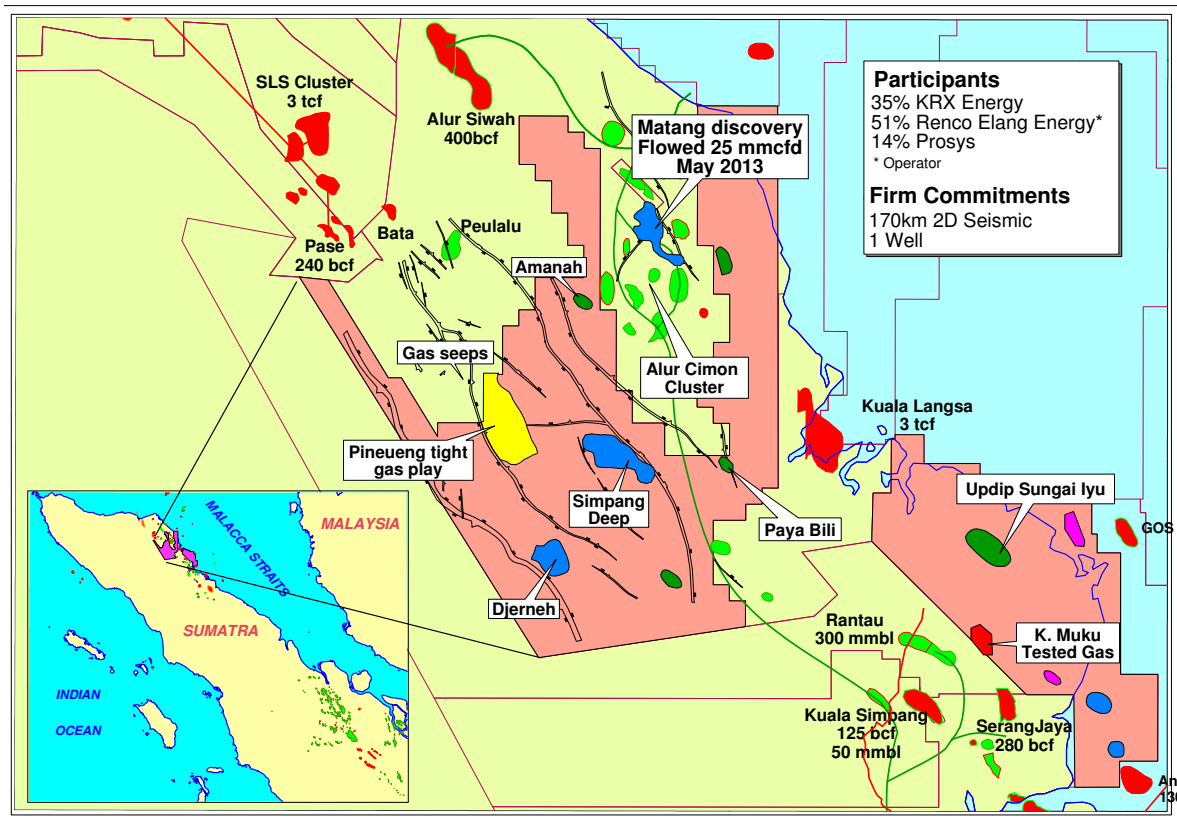 SLS Cluster
3 tcf
Alur Siwah
400bcf
Matang discovery
Flowed 25 mmcfd
May 2013
Participants
35% KRX Energy
51% Renco Elang Energy*
14% Prosys
* Operator
Firm Commitments
170km 2D Seismic
1 Well
Pase
240 bcf
Bata
Peulalu
Amanah
Gas seeps
Alur Cimon
Cluster
Kuala Langsa
3 tcf
Pineueng tight
gas play
Simpang
Deep
Paya Bili
Updip Sungai Iyu
GOS
Djerneh
Rantau
300 mmbl
K. Muku
Tested Gas
Kuala Simpang
125 bcf
50 mmbl
SerangJaya
280 bcf
An
130
MALACCA STRAITS
MALAYSIA
SUMATRA
INDIAN
OCEAN